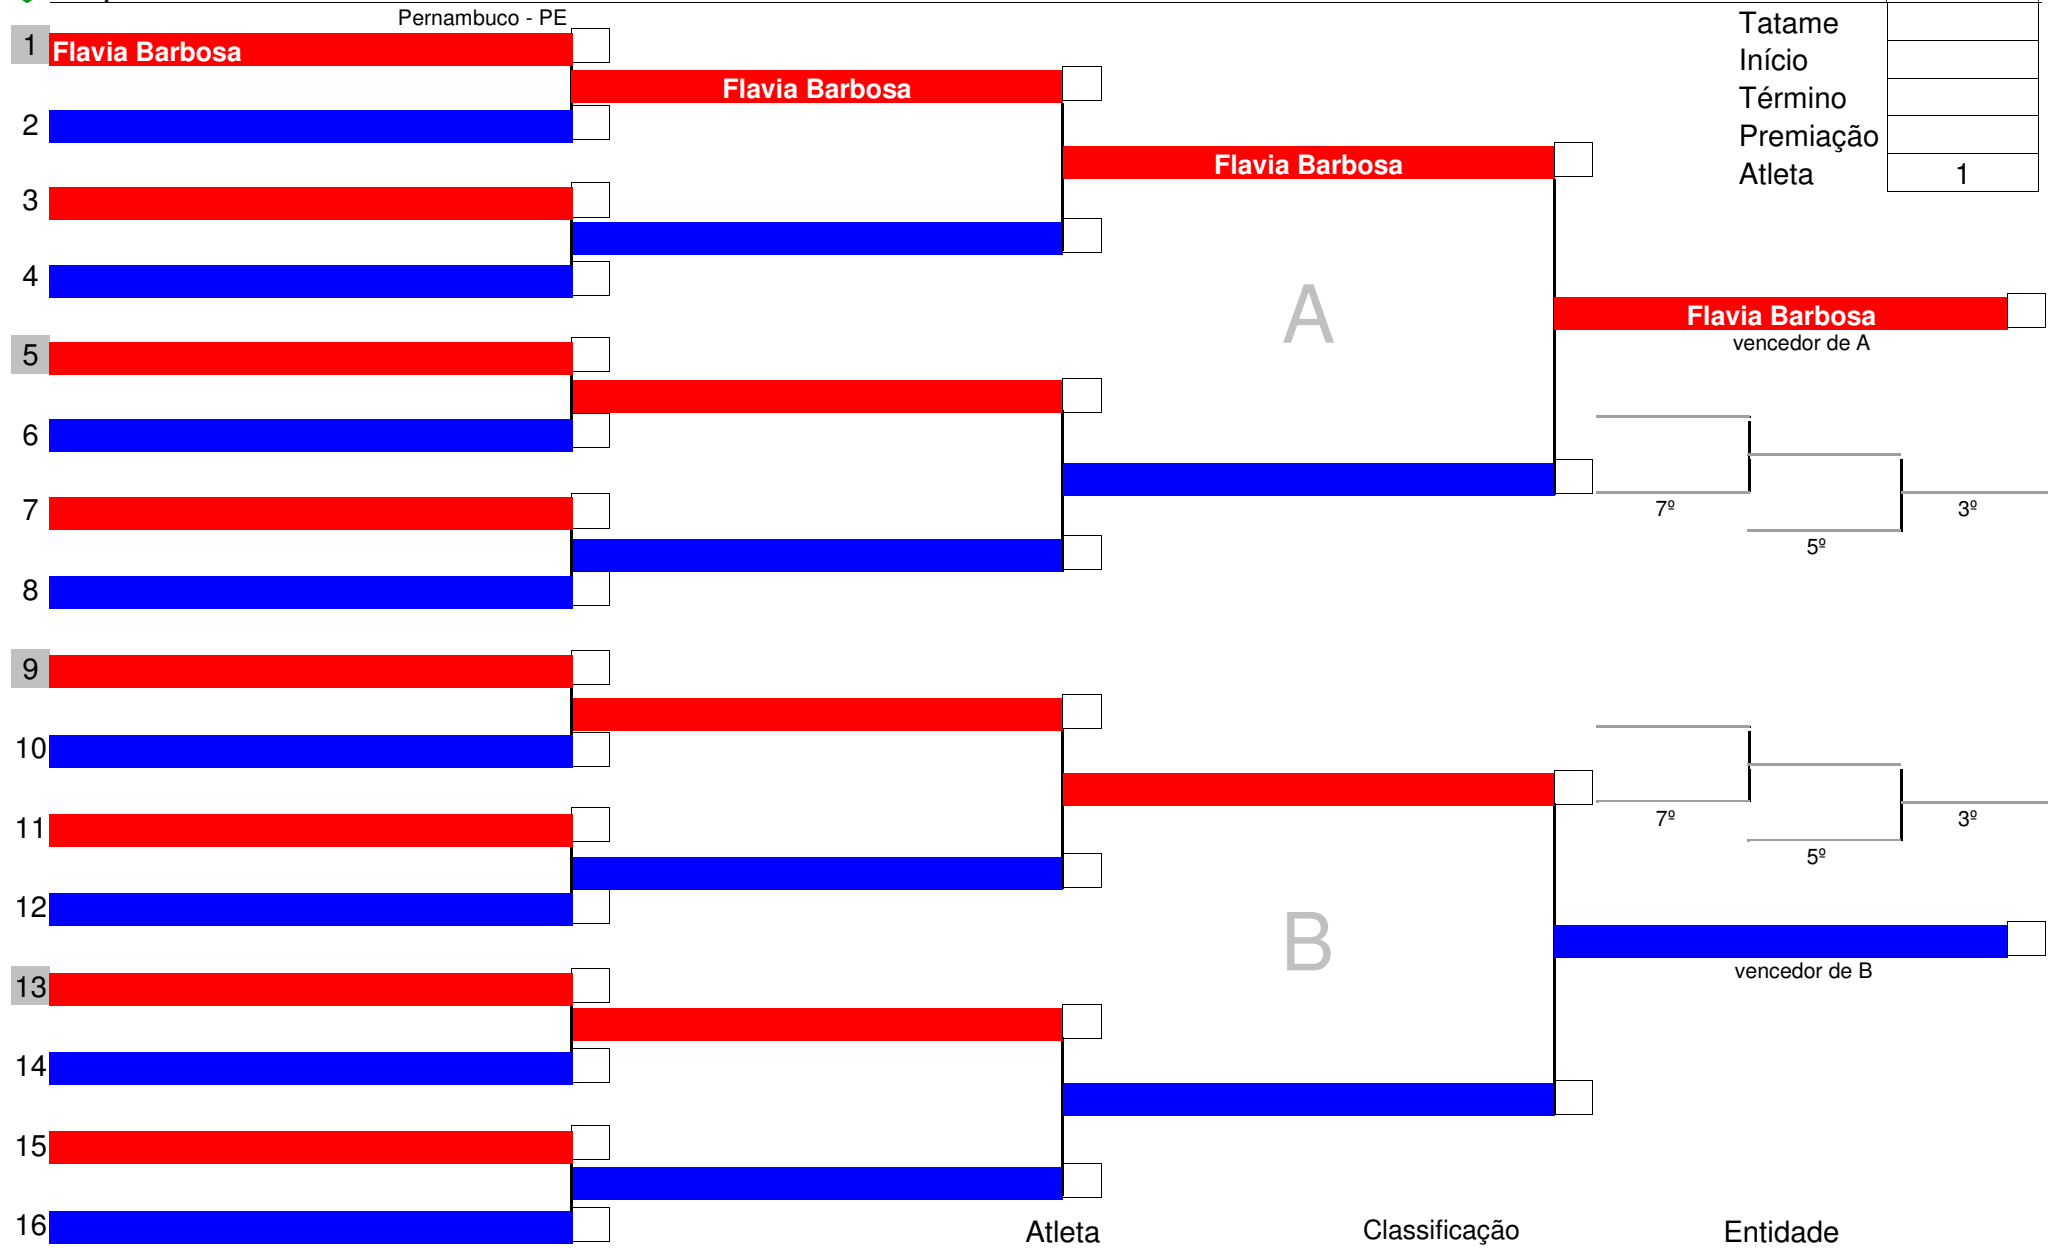 Pernambuco - PE
Tatame
1 Flavia Barbosa
Início
Flavia Barbosa
Término
2
Premiação
Flavia Barbosa
Atleta 1
3
4
A
Flavia Barbosa
vencedor de A
5
6
7
7º 3º
5º
8
9
10
11
7º 3º
5º
12
B
vencedor de B
13
14
15
16
Atleta Classificação Entidade